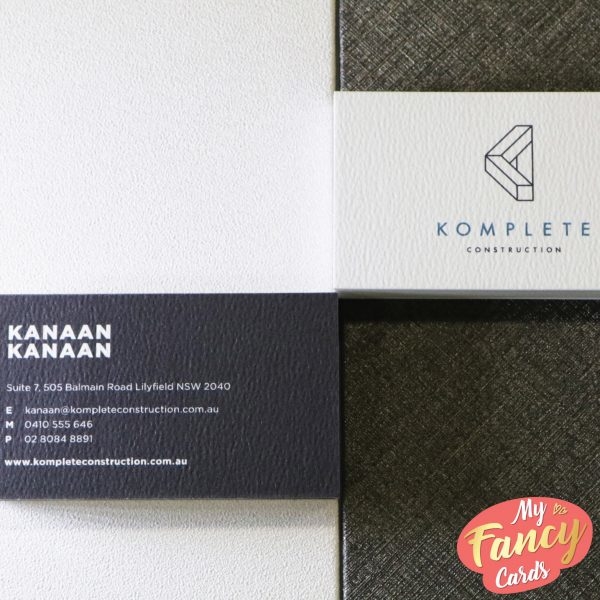 KOMPLETE
CONSTRUCTION
KANAAN
KANAAN
Suite 7, 505 Balmain Road Lilyfield NSW 2040
E kanaan@kompleteconstruction.com.au
M 0410 555 646
P 02 8084 8891
www.kompleteconstruction.com.au
My
Fancy
Cards